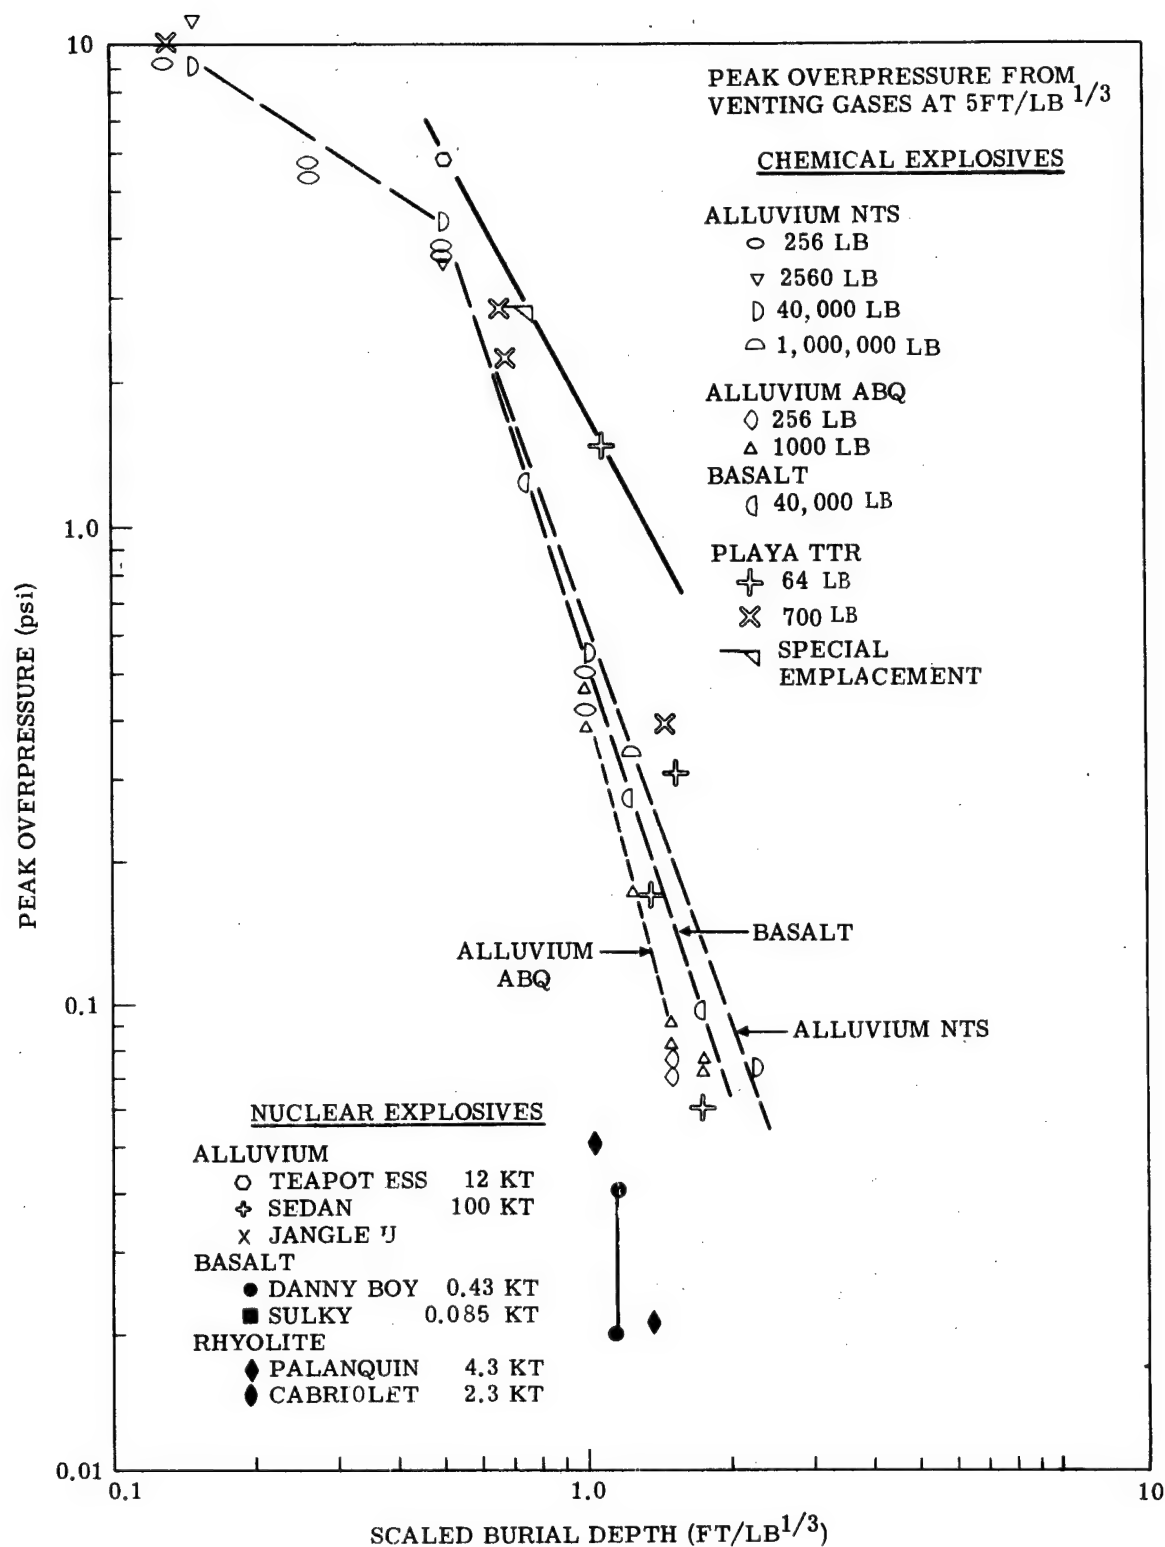 10
1.0
0.1
0.01
PEAK OVERPRESSURE (psi)
PEAK OVERPRESSURE FROM
VENTING GASES AT 5FT/LB 1/3
CHEMICAL EXPLOSIVES
ALLUVIUM NTS
256 LB
2560 LB
40,000 LB
1,000,000 LB
ALLUVIUM ABQ
256 LB
1000 LB
BASALT
40,000 LB
PLAYA TTR
64 LB
700 LB
SPECIAL
EMPLACEMENT
BASALT
ALLUVIUM
ABQ
ALLUVIUM NTS
NUCLEAR EXPLOSIVES
ALLUVIUM
TEAPOT ESS 12 KT
SEDAN 100 KT
JANGLE U
BASALT
DANNY BOY 0.43 KT
SULKY 0.085 KT
RHYOLITE
PALANQUIN 4.3 KT
CABRIOLET 2.3 KT
0.1 1.0 10
SCALED BURIAL DEPTH (FT/LB1/3)